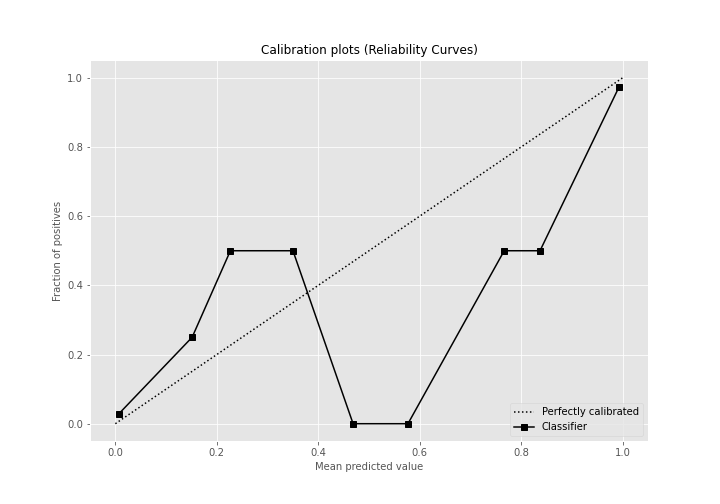 Calibration plots (Reliability Curves)
Fraction of positives
1.0
0.8
0.6
0.4
0.2
0.0
0.0 0.2 0.4 0.6 0.8 1.0
Mean predicted value
Perfectly calibrated
Classifier